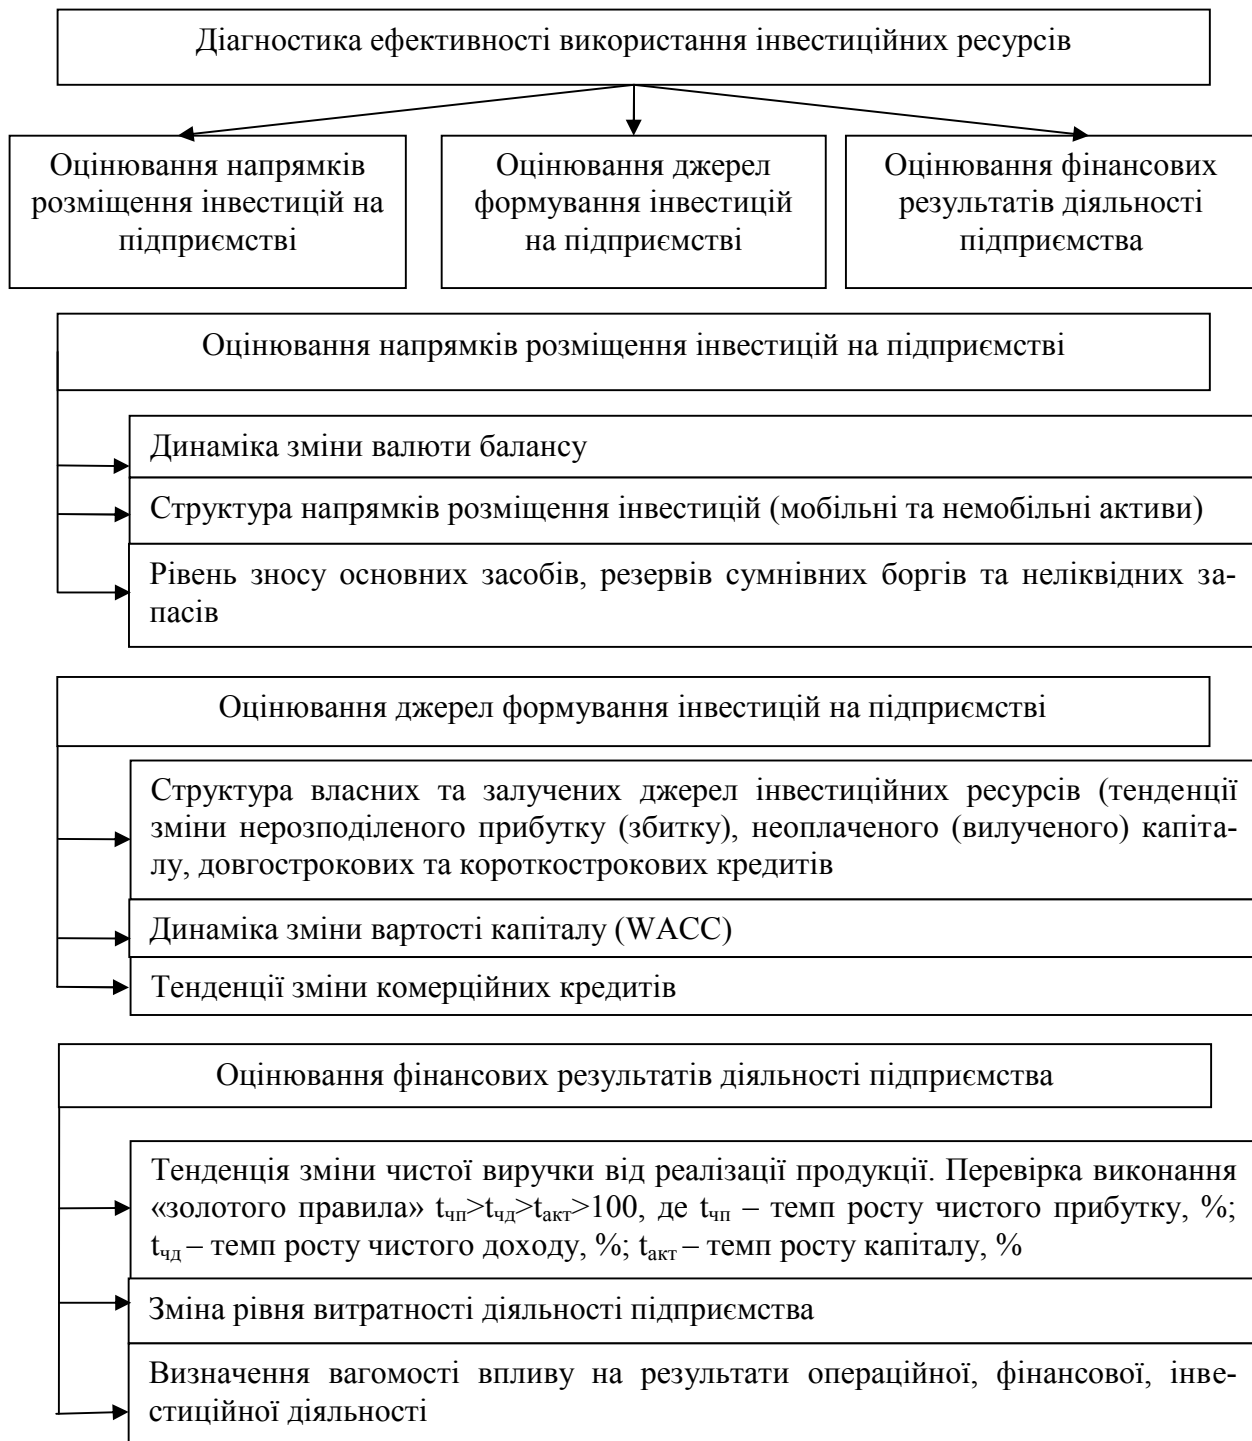 Діагностика ефективності використання інвестиційних ресурсів
Оцінювання напрямків
розміщення інвестицій на
підприємстві
Оцінювання джерел
формування інвестицій
на підприємстві
Оцінювання фінансових
результатів діяльності
підприємства
Оцінювання напрямків розміщення інвестицій на підприємстві
Динаміка зміни валюти балансу
Структура напрямків розміщення інвестицій (мобільні та немобільні активи)
Рівень зносу основних засобів, резервів сумнівних боргів та неліквідних за-
пасів
Оцінювання джерел формування інвестицій на підприємстві
Структура власних та залучених джерел інвестиційних ресурсів (тенденції
зміни нерозподіленого прибутку (збитку), неоплаченого (вилученого) капіта-
лу, довгострокових та короткострокових кредитів
Динаміка зміни вартості капіталу (WACC)
Тенденції зміни комерційних кредитів
Оцінювання фінансових результатів діяльності підприємства
Тенденція зміни чистої виручки від реалізації продукції. Перевірка виконання
«золотого правила» tчп>tчд>tакт>100, де tчп – темп росту чистого прибутку, %;
tчд – темп росту чистого доходу, %; tакт – темп росту капіталу, %
Зміна рівня витратності діяльності підприємства
Визначення вагомості впливу на результати операційної, фінансової, інве-
стиційної діяльності